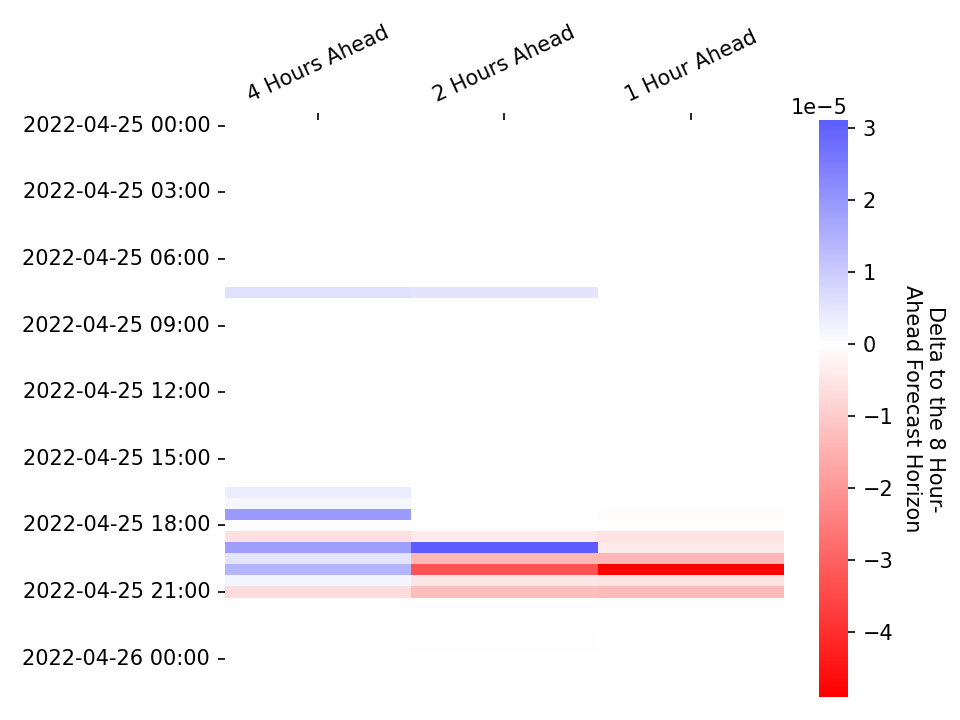 4 Hours Ahead
2 Hours Ahead
1 Hour Ahead
1e−5
2022-04-25 00:00
2022-04-25 03:00
2022-04-25 06:00
2022-04-25 09:00
2022-04-25 12:00
2022-04-25 15:00
2022-04-25 18:00
2022-04-25 21:00
2022-04-26 00:00
3
2
1
0
−1
−2
−3
−4
Delta to the 8 Hour-
Ahead Forecast Horizon